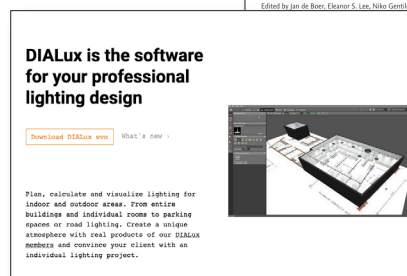 Edited by Jan de Boer, Eleanor S. Lee, Niko Gentil
DIALux is the software
for your professional
lighting design
Download DIALux evo
What's new ›
Plan, calculate and visualize lighting for
indoor and outdoor areas. From entire
buildings and individual rooms to parking
spaces or road lighting. Create a unique
atmosphere with real products of our DIALux
members and convince your client with an
individual lighting project.